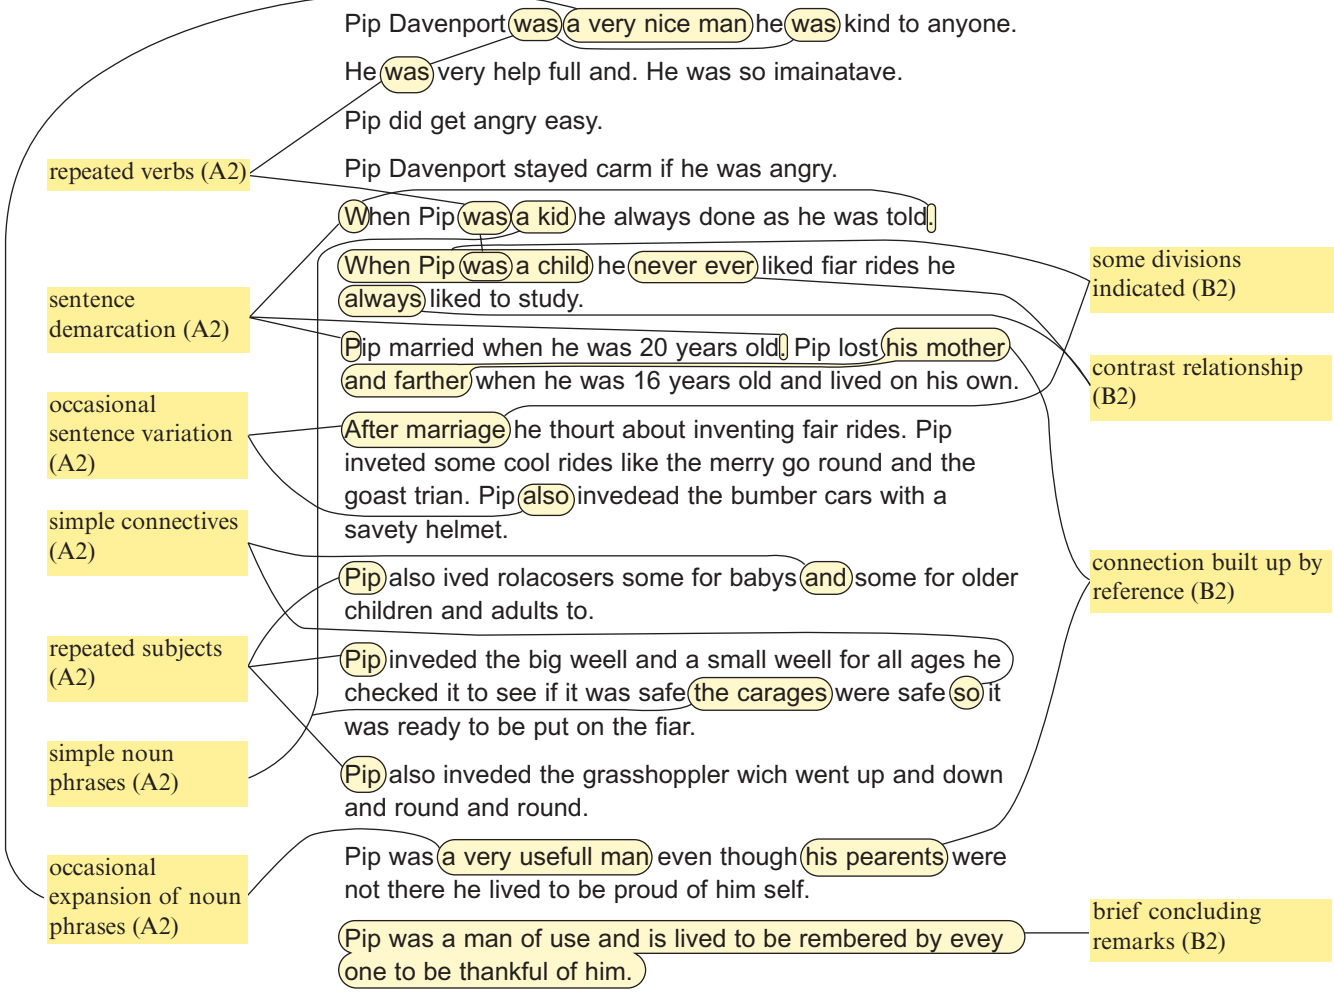 Pip Davenport was a very nice man he was kind to anyone.
He was very help full and. He was so imainatave.
Pip did get angry easy.
Pip Davenport stayed carm if he was angry.
When Pip was a kid he always done as he was told.
When Pip was a child he never ever liked fiar rides he
always liked to study.
Pip married when he was 20 years old. Pip lost his mother
and farther when he was 16 years old and lived on his own.
After marriage he thourt about inventing fair rides. Pip
inveted some cool rides like the merry go round and the
goast trian. Pip also invedead the bumber cars with a
savety helmet.
Pip also ived rolacosers some for babys and some for older
children and adults to.
Pip inveded the big weell and a small weell for all ages he
checked it to see if it was safe the carages were safe so it
was ready to be put on the fiar.
Pip also inveded the grasshoppler wich went up and down
and round and round.
Pip was a very usefull man even though his pearents were
not there he lived to be proud of him self.
Pip was a man of use and is lived to be rembered by evey
one to be thankful of him.
repeated verbs (A2)
sentence
demarcation (A2)
occasional
sentence variation
(A2)
simple connectives
(A2)
repeated subjects
(A2)
simple noun
phrases (A2)
occasional
expansion of noun
phrases (A2)
some divisions
indicated (B2)
contrast relationship
(B2)
connection built up by
reference (B2)
brief concluding
remarks (B2)